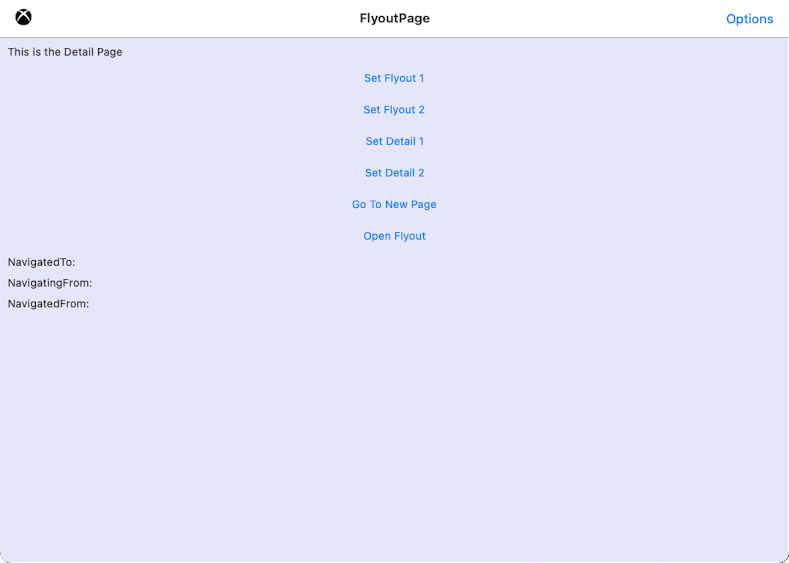 FlyoutPage
Options
This is the Detail Page
Set Flyout 1
Set Flyout 2
Set Detail 1
Set Detail 2
Go To New Page
Open Flyout
NavigatedTo:
NavigatingFrom:
NavigatedFrom: